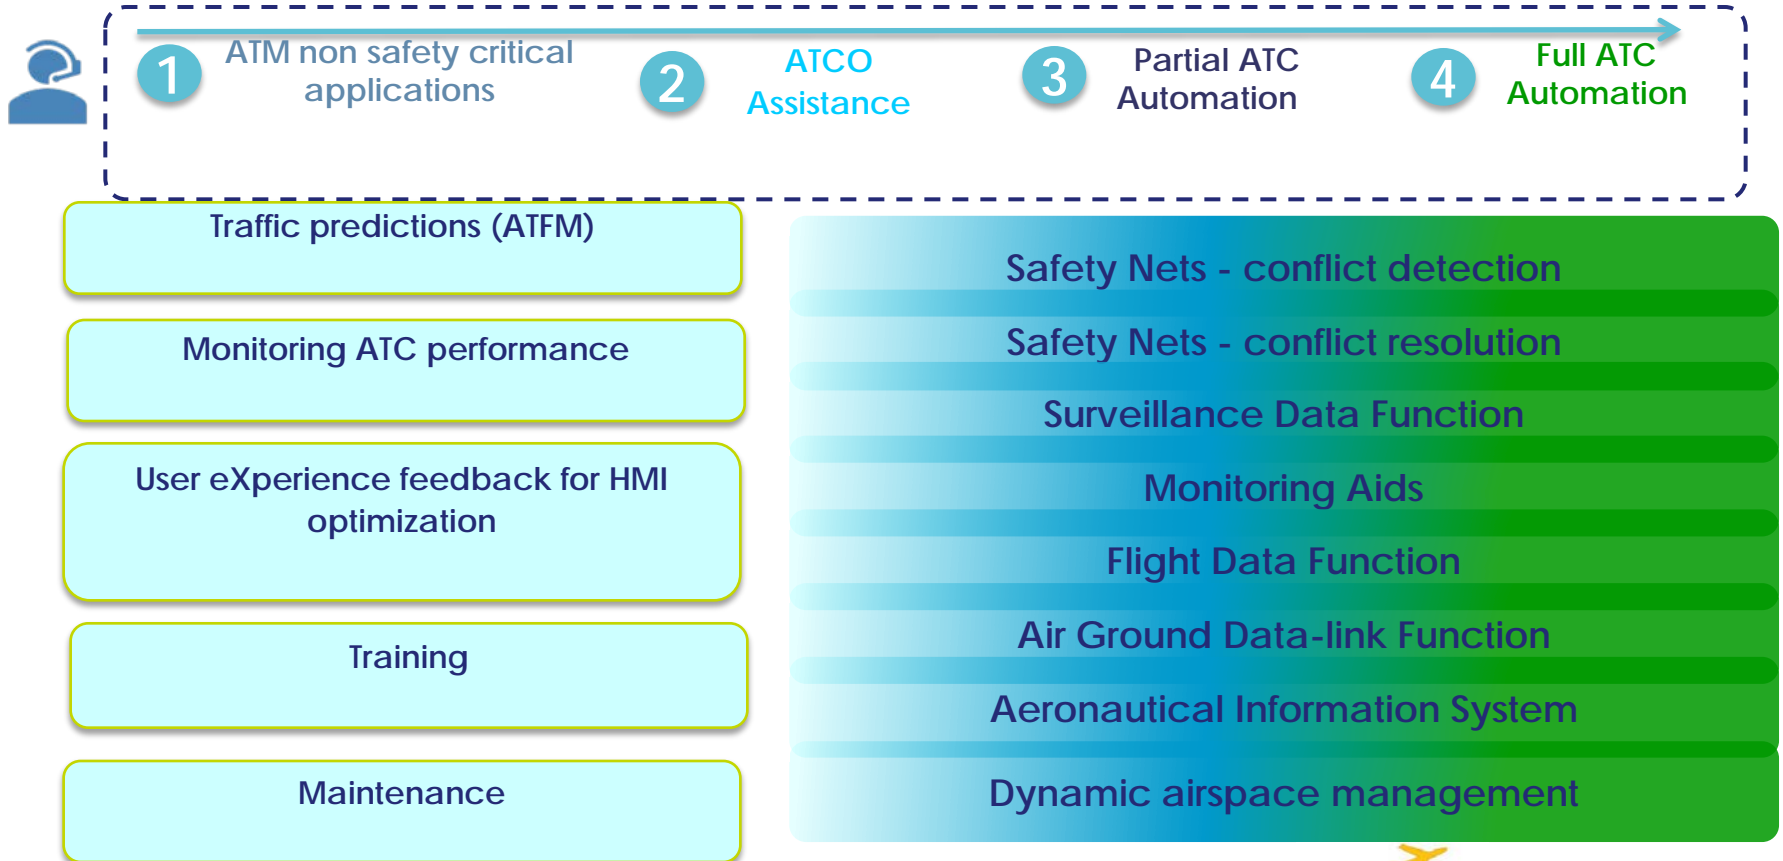 1
ATM non safety critical
applications
2
ATCO
Assistance
3
Partial ATC
Automation
4
Full ATC
Automation
Traffic predictions (ATFM)
Monitoring ATC performance
User eXperience feedback for HMI
optimization
Training
Maintenance
Safety Nets - conflict detection
Safety Nets - conflict resolution
Surveillance Data Function
Monitoring Aids
Flight Data Function
Air Ground Data-link Function
Aeronautical Information System
Dynamic airspace management